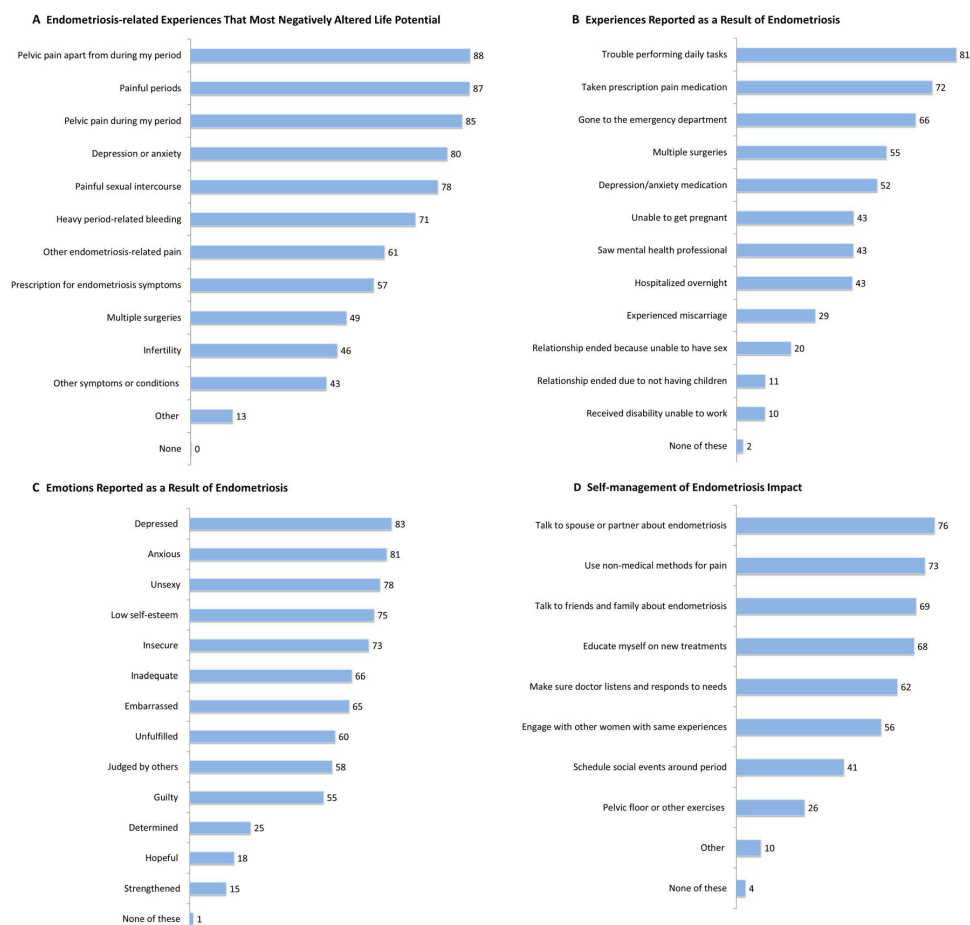 A Endometriosis-related Experiences That Most Negatively Altered Life Potential
Pelvic pain apart from during my period 88
Painful periods 87
Pelvic pain during my period 85
Depression or anxiety 80
Painful sexual intercourse 78
Heavy period-related bleeding 71
Other endometriosis-related pain 61
Prescription for endometriosis symptoms 57
Multiple surgeries 49
Infertility 46
Other symptoms or conditions 43
Other 13
None 0
B Experiences Reported as a Result of Endometriosis
Trouble performing daily tasks 81
Taken prescription pain medication 72
Gone to the emergency department 66
Multiple surgeries 55
Depression/anxiety medication 52
Unable to get pregnant 43
Saw mental health professional 43
Hospitalized overnight 43
Experienced miscarriage 29
Relationship ended because unable to have sex 20
Relationship ended due to not having children 11
Received disability unable to work 10
None of these 2
C Emotions Reported as a Result of Endometriosis
Depressed 83
Anxious 81
Unsexy 78
Low self-esteem 75
Insecure 73
Inadequate 66
Embarrassed 65
Unfulfilled 60
Judged by others 58
Guilty 55
Determined 25
Hopeful 18
Strengthened 15
None of these 1
D Self-management of Endometriosis Impact
Talk to spouse or partner about endometriosis 76
Use non-medical methods for pain 73
Talk to friends and family about endometriosis 69
Educate myself on new treatments 68
Make sure doctor listens and responds to needs 62
Engage with other women with same experiences 56
Schedule social events around period 41
Pelvic floor or other exercises 26
Other 10
None of these 4